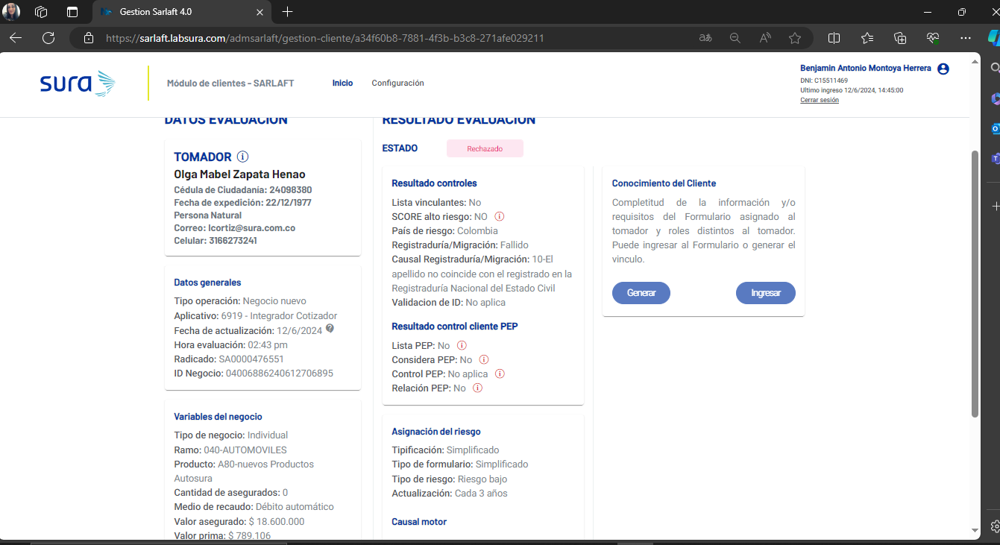 Gestion Sarlaft 4.0
https://sarlaft.labsura.com/admsarlaft/gestion-cliente/a34f60b8-7881-4f3b-b3c8-271afe029211
sura
Módulo de clientes - SARLAFT
Inicio
Configuración
Benjamin Antonio Montoya Herrera
DNI: C15511469
Ultimo ingreso 12/6/2024, 14:45:00
Cerrar sesión
DATOS EVALUACIÓN
TOMADOR
Olga Mabel Zapata Henao
Cédula de Ciudadanía: 24098380
Fecha de expedición: 22/12/1977
Persona Natural
Correo: lcortiz@sura.com.co
Celular: 3166273241
Datos generales
Tipo operación: Negocio nuevo
Aplicativo: 6919 - Integrador Cotizador
Fecha de actualización: 12/6/2024
Hora evaluación: 02:43 pm
Radicado: SA0000476551
ID Negocio: 04006886240612706895
Variables del negocio
Tipo de negocio: Individual
Ramo: 040-AUTOMOVILES
Producto: A80-nuevos Productos
Autosura
Cantidad de asegurados: 0
Medio de recaudo: Débito automático
Valor asegurado: $ 18.600.000
Valor prima: $ 789.106
RESULTADO EVALUACIÓN
ESTADO
Rechazado
Resultado controles
Lista vinculantes: No
SCORE alto riesgo: NO
País de riesgo: Colombia
Registraduría/Migración: Fallido
Causal Registraduría/Migración: 10-El
apellido no coincide con el registrado en la
Registraduría Nacional del Estado Civil
Validacion de ID: No aplica
Resultado control cliente PEP
Lista PEP: No
Considera PEP: No
Control PEP: No aplica
Relación PEP: No
Asignación del riesgo
Tipificación: Simplificado
Tipo de formulario: Simplificado
Tipo de riesgo: Riesgo bajo
Actualización: Cada 3 años
Causal motor
Conocimiento del Cliente
Completitud de la información y/o
requisitos del Formulario asignado al
tomador y roles distintos al tomador.
Puede ingresar al Formulario o generar el
vinculo.
Generar
Ingresar